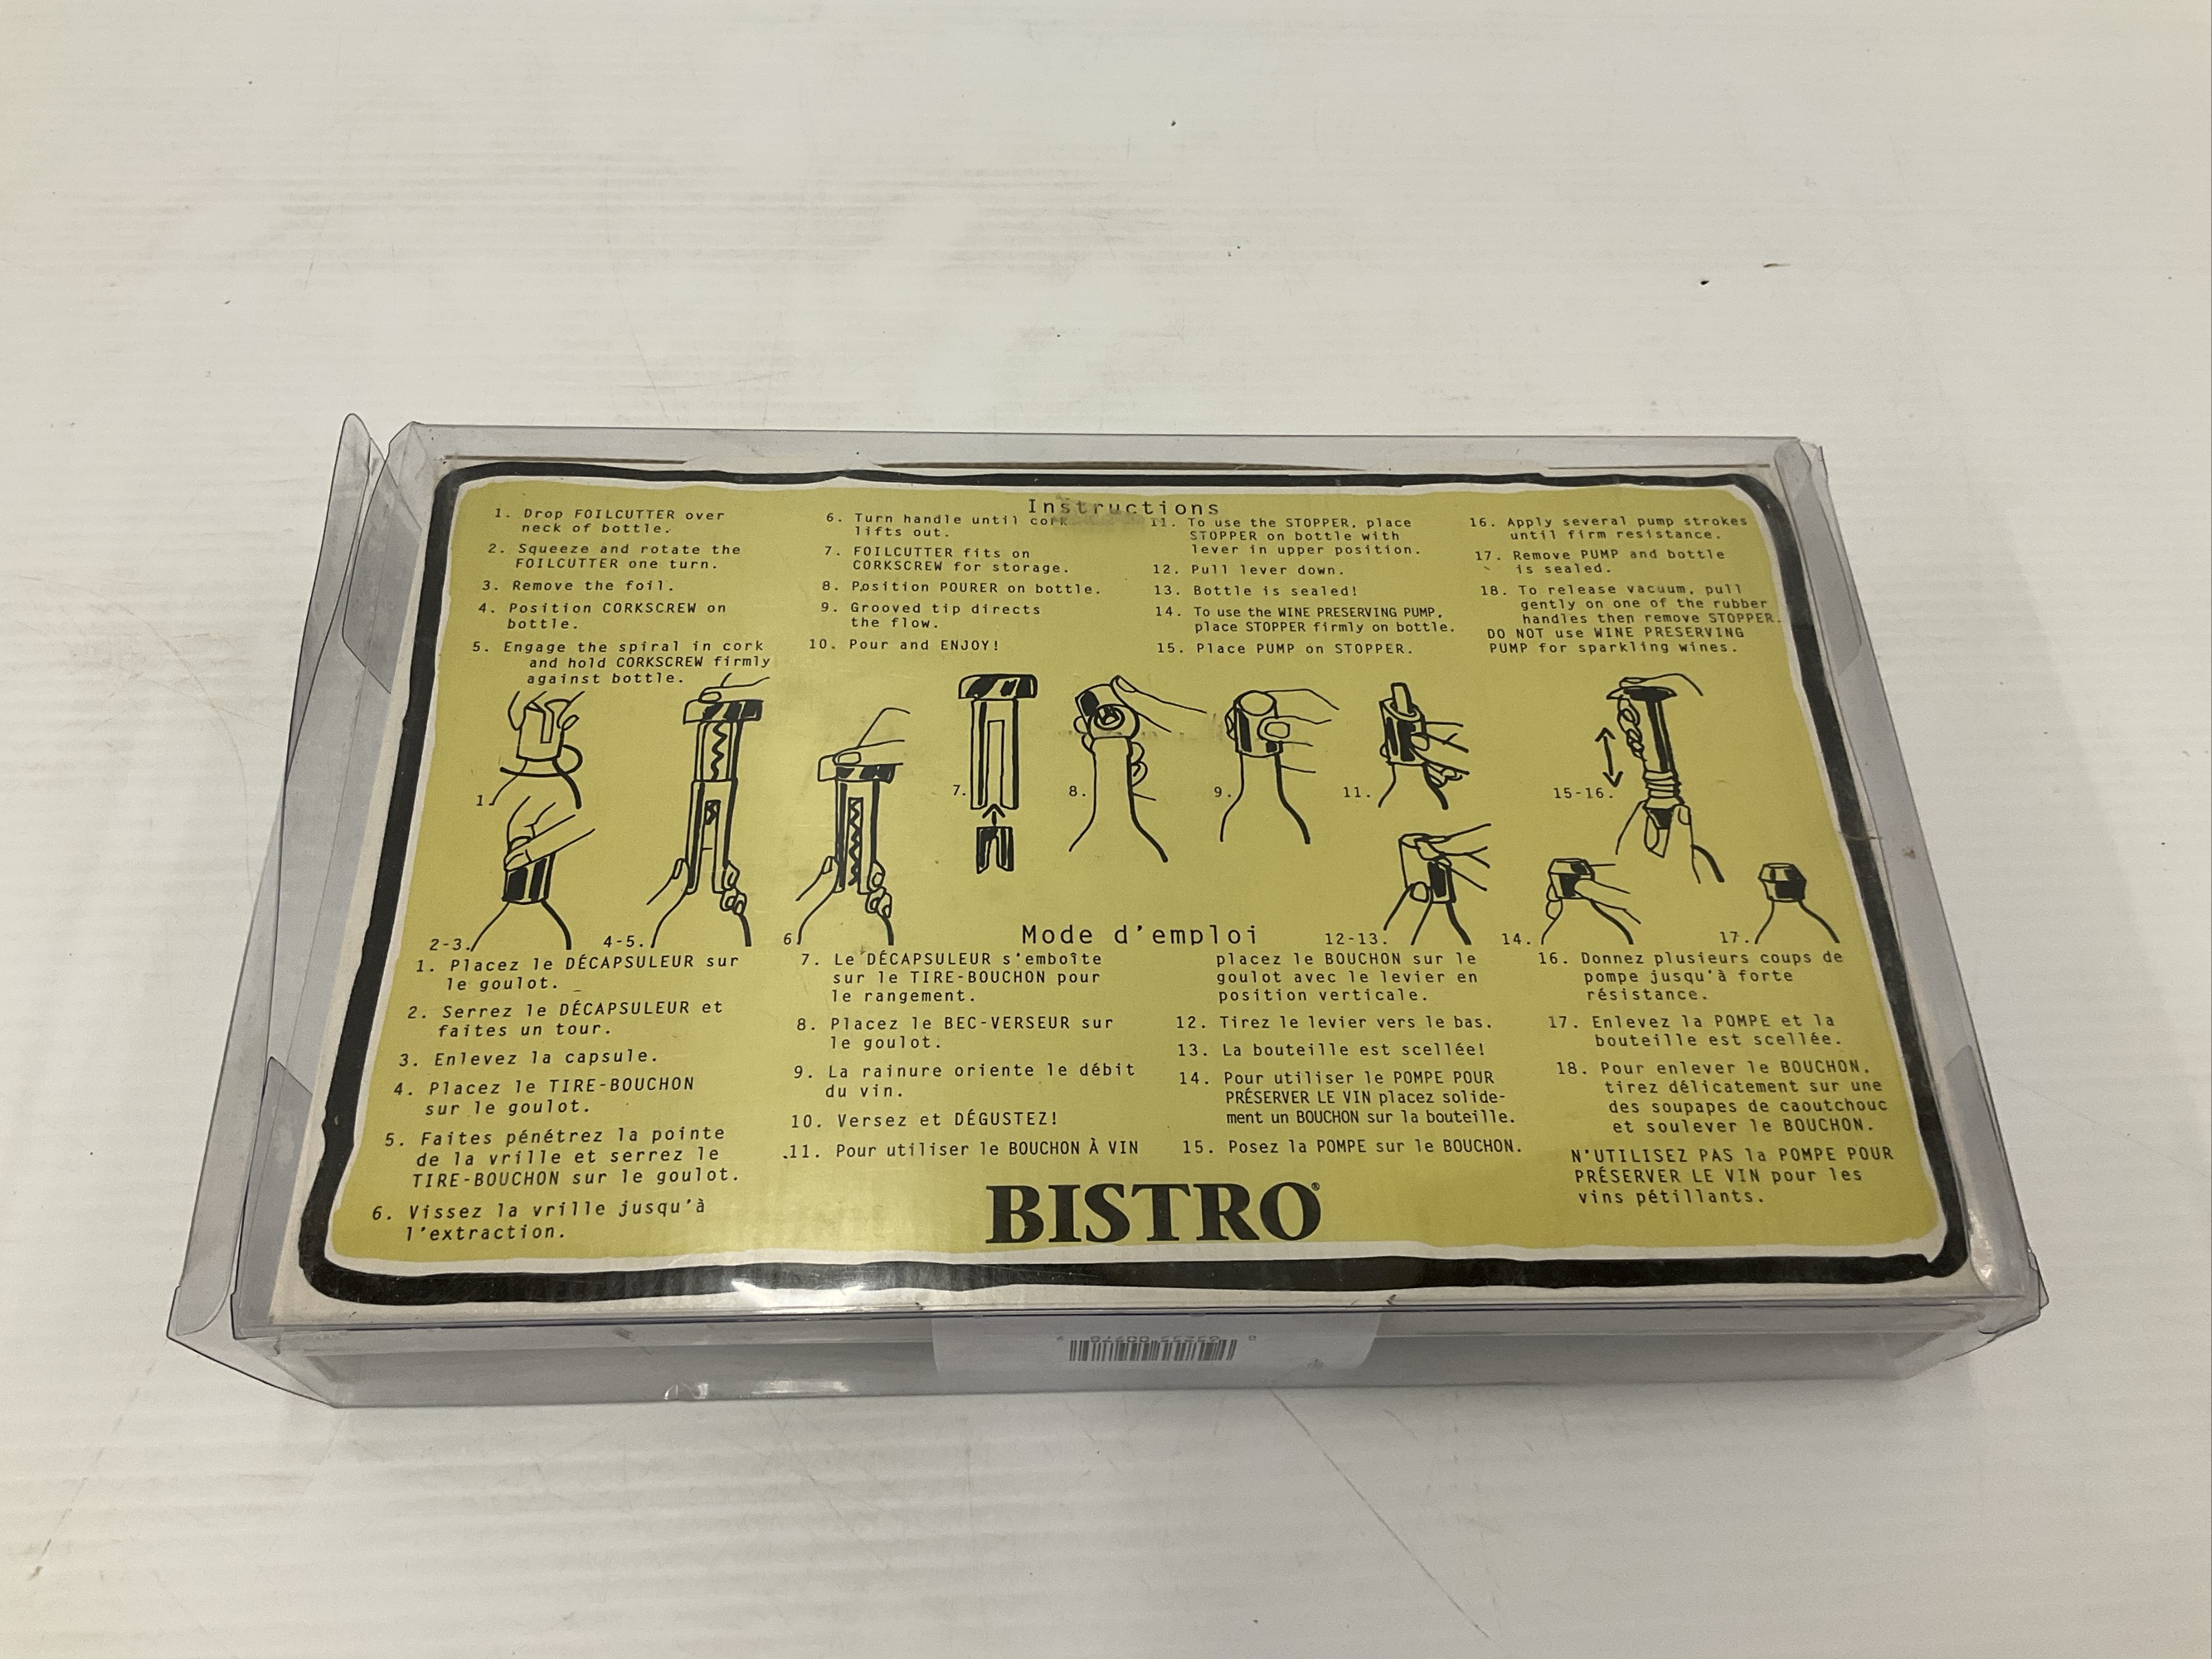 Instructions
1. Drop FOILCUTTER over
neck of bottle.
2. Squeeze and rotate the
FOILCUTTER one turn.
3. Remove the foil.
4. Position CORKSCREW on
bottle.
5. Engage the spiral in cork
and hold CORKSCREW firmly
against bottle.
6. Turn handle until cork
lifts out.
7. FOILCUTTER fits on
CORKSCREW for storage.
8. Position POURER on bottle.
9. Grooved tip directs
the flow.
10. Pour and ENJOY!
11. To use the STOPPER, place
STOPPER on bottle with
lever in upper position.
12. Pull lever down.
13. Bottle is sealed!
14. To use the WINE PRESERVING PUMP,
place STOPPER firmly on bottle.
15. Place PUMP on STOPPER.
16. Apply several pump strokes
until firm resistance.
17. Remove PUMP and bottle
is sealed.
18. To release vacuum, pull
gently on one of the rubber
handles then remove STOPPER.
DO NOT use WINE PRESERVING
PUMP for sparkling wines.
1.
2-3.
4-5.
6.
7.
8.
9.
11.
12-13.
14.
15-16.
17.
Mode d'emploi
1. Placez le DÉCAPSULEUR sur
le goulot.
2. Serrez le DÉCAPSULEUR et
faites un tour.
3. Enlevez la capsule.
4. Placez le TIRE-BOUCHON
sur le goulot.
5. Faites pénétrez la pointe
de la vrille et serrez le
TIRE-BOUCHON sur le goulot.
6. Vissez la vrille jusqu'à
l'extraction.
7. Le DÉCAPSULEUR s'emboîte
sur le TIRE-BOUCHON pour
le rangement.
8. Placez le BEC-VERSEUR sur
le goulot.
9. La rainure oriente le débit
du vin.
10. Versez et DÉGUSTEZ!
11. Pour utiliser le BOUCHON À VIN
placez le BOUCHON sur le
goulot avec le levier en
position verticale.
12. Tirez le levier vers le bas.
13. La bouteille est scellée!
14. Pour utiliser le POMPE POUR
PRÉSERVER LE VIN placez solide-
ment un BOUCHON sur la bouteille.
15. Posez la POMPE sur le BOUCHON.
16. Donnez plusieurs coups de
pompe jusqu'à forte
résistance.
17. Enlevez la POMPE et la
bouteille est scellée.
18. Pour enlever le BOUCHON,
tirez délicatement sur une
des soupapes de caoutchouc
et soulever le BOUCHON.
N'UTILISEZ PAS la POMPE POUR
PRÉSERVER LE VIN pour les
vins pétillants.
BISTRO®